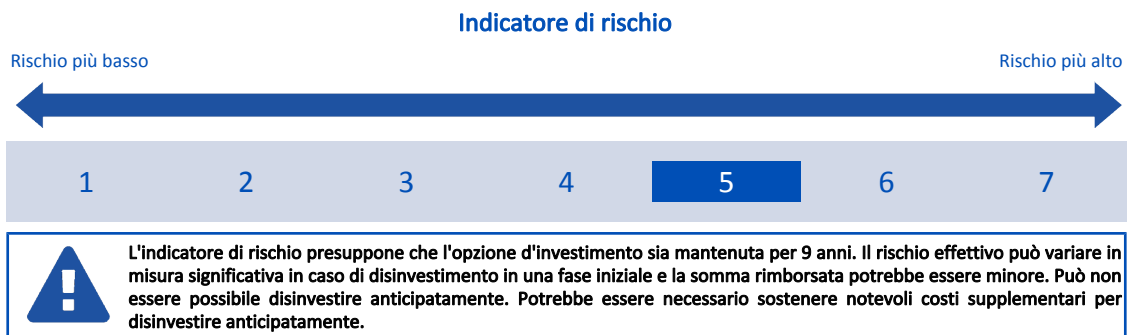 Indicatore di rischio
Rischio più basso
Rischio più alto
1 2 3 4 5 6 7
L'indicatore di rischio presuppone che l'opzione d'investimento sia mantenuta per 9 anni. Il rischio effettivo può variare in
misura significativa in caso di disinvestimento in una fase iniziale e la somma rimborsata potrebbe essere minore. Può non
essere possibile disinvestire anticipatamente. Potrebbe essere necessario sostenere notevoli costi supplementari per
disinvestire anticipatamente.